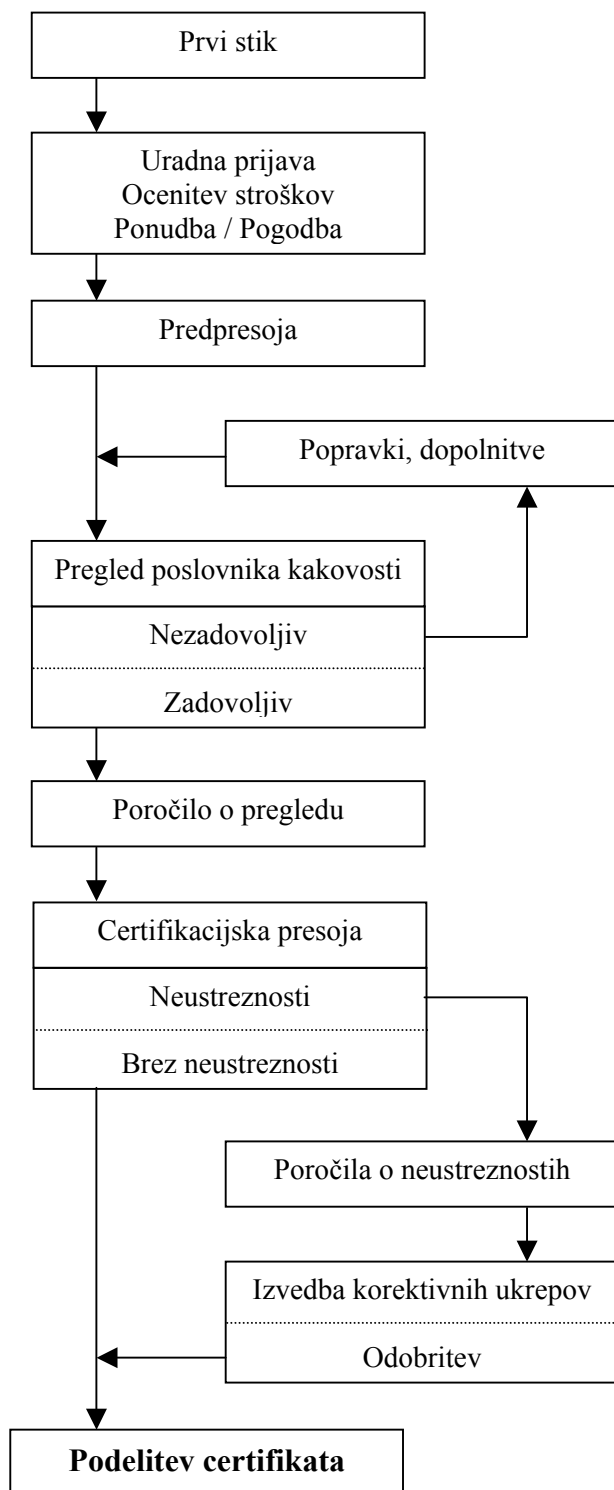 Prvi stik
Uradna prijava
Ocenitev stroškov
Ponudba / Pogodba
Predpresoja
Popravki, dopolnitve
Pregled poslovnika kakovosti
Nezadovoljiv
Zadovoljiv
Poročilo o pregledu
Certifikacijska presoja
Neustreznosti
Brez neustreznosti
Poročila o neustreznostih
Izvedba korektivnih ukrepov
Odobritev
Podelitev certifikata